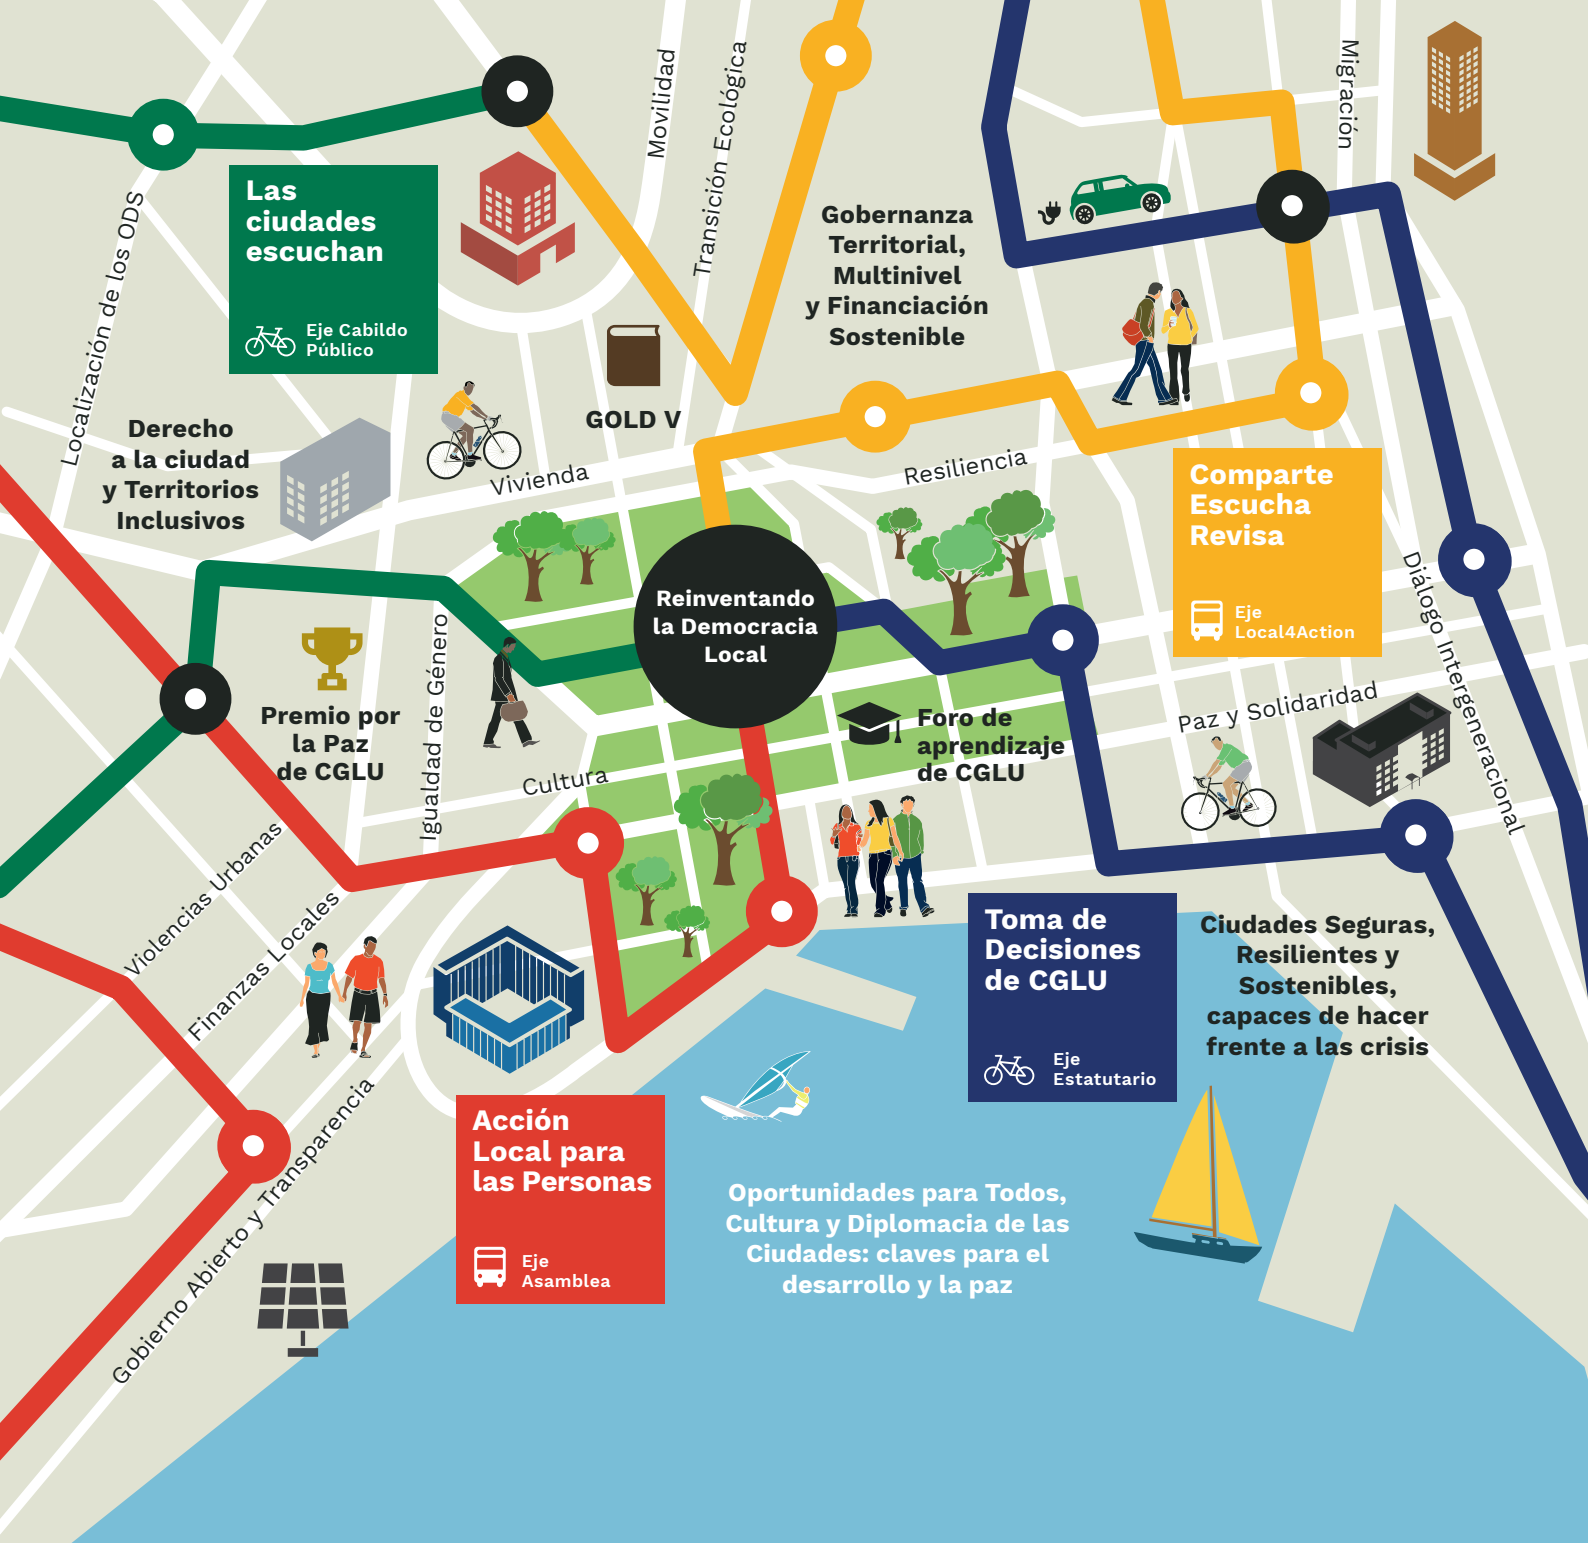 Movilidad
Transición Ecológica
Migración
Las
ciudades
escuchan
Eje Cabildo
Público
Localización de los ODS
Gobernanza
Territorial,
Multinivel
y Financiación
Sostenible
GOLD V
Derecho
a la ciudad
y Territorios
Inclusivos
Vivienda
Resiliencia
Comparte
Escucha
Revisa
Eje
Local4Action
Reinventando
la Democracia
Local
Diálogo Intergeneracional
Igualdad de Género
Premio por
la Paz
de CGLU
Foro de
aprendizaje
de CGLU
Paz y Solidaridad
Cultura
Violencias Urbanas
Finanzas Locales
Toma de
Decisiones
de CGLU
Eje
Estatutario
Ciudades Seguras,
Resilientes y
Sostenibles,
capaces de hacer
frente a las crisis
Gobierno Abierto y Transparencia
Acción
Local para
las Personas
Eje
Asamblea
Oportunidades para Todos,
Cultura y Diplomacia de las
Ciudades: claves para el
desarrollo y la paz